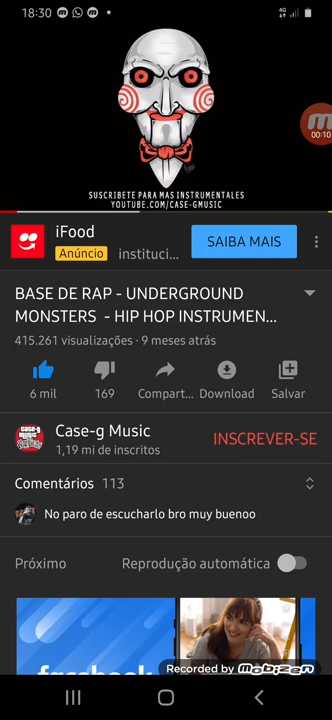 18:30
4G
SUSCRIBETE PARA MAS INSTRUMENTALES
YOUTUBE.COM/CASE-GMUSIC
00:10
iFood
Anúncio instituci...
SAIBA MAIS
BASE DE RAP - UNDERGROUND
MONSTERS - HIP HOP INSTRUMEN...
415.261 visualizações · 9 meses atrás
6 mil 169 Compart... Download Salvar
Case-g Music
1,19 mi de inscritos
INSCREVER-SE
Comentários 113
No paro de escucharlo bro muy buenoo
Próximo Reprodução automática
facebook
Recorded by mobizen